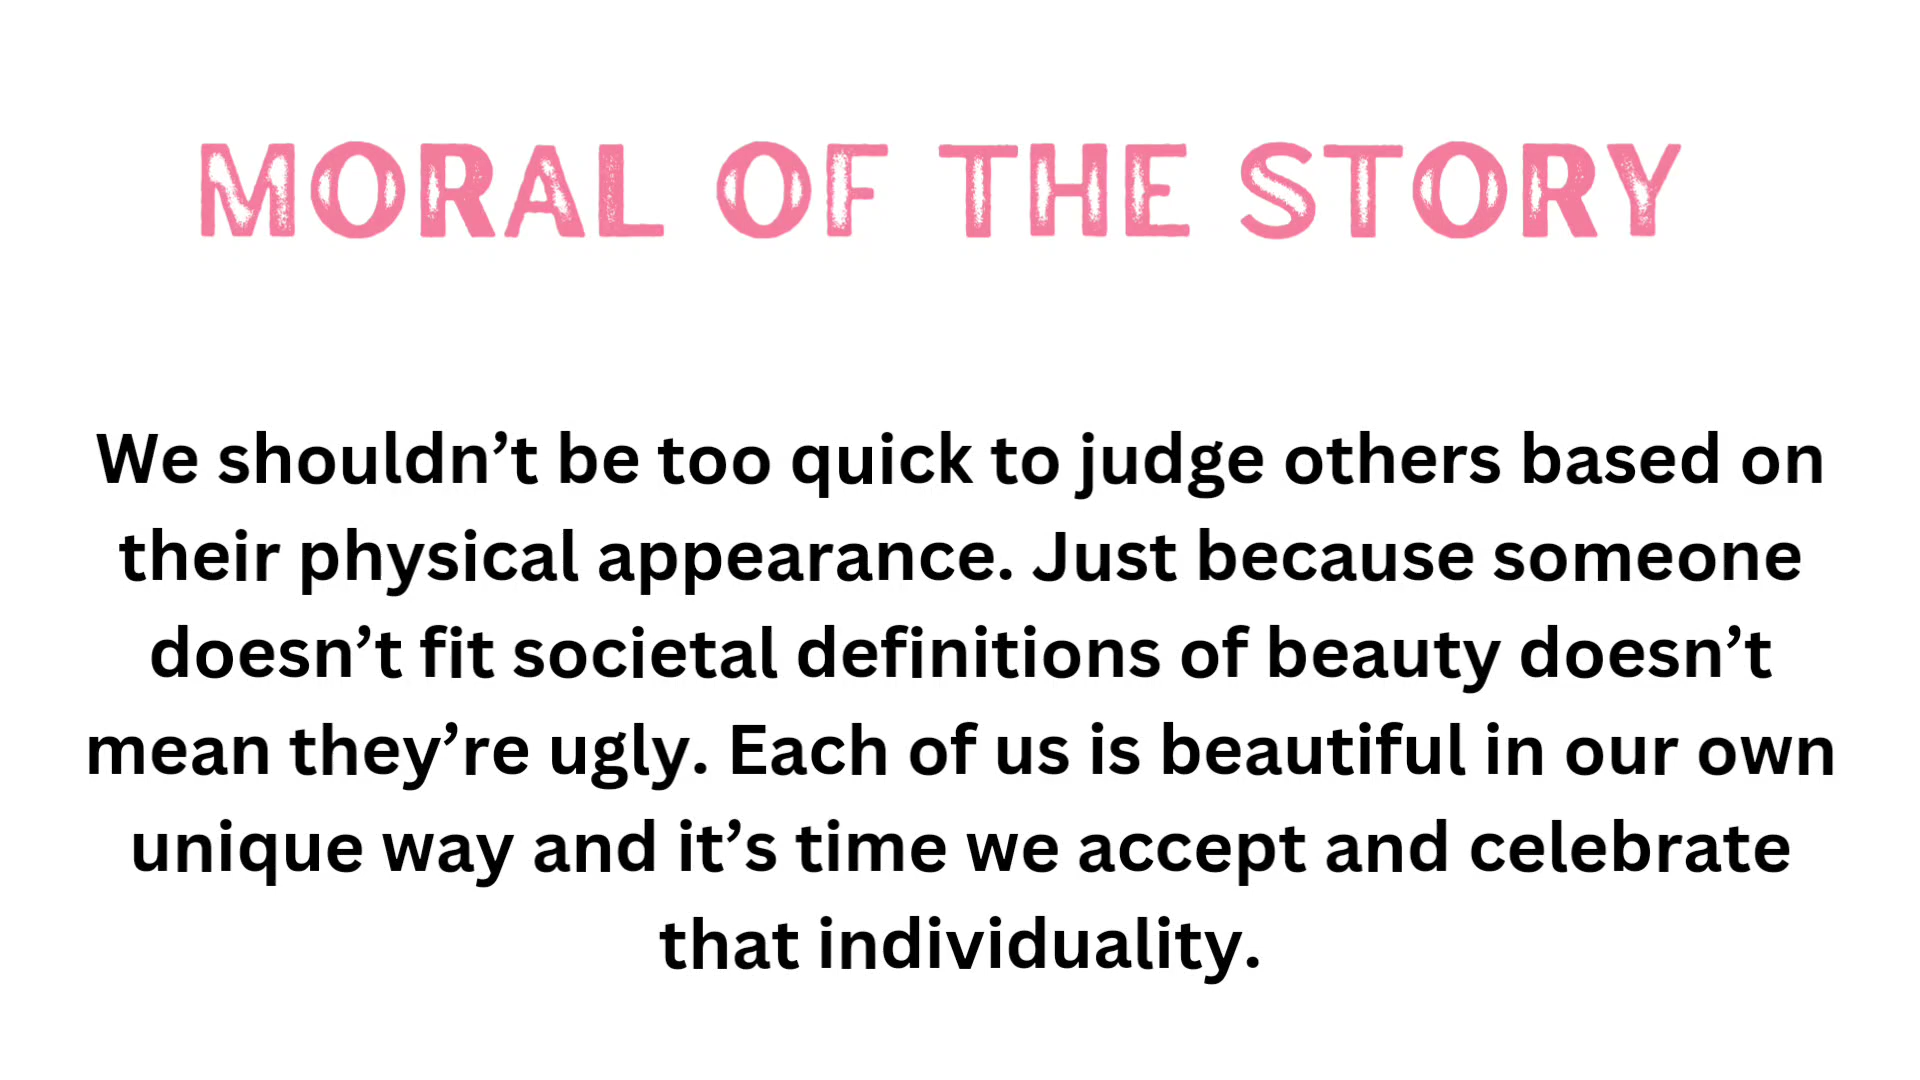 MORAL OF THE STORY
We shouldn’t be too quick to judge others based on
their physical appearance. Just because someone
doesn’t fit societal definitions of beauty doesn’t
mean they’re ugly. Each of us is beautiful in our own
unique way and it’s time we accept and celebrate
that individuality.